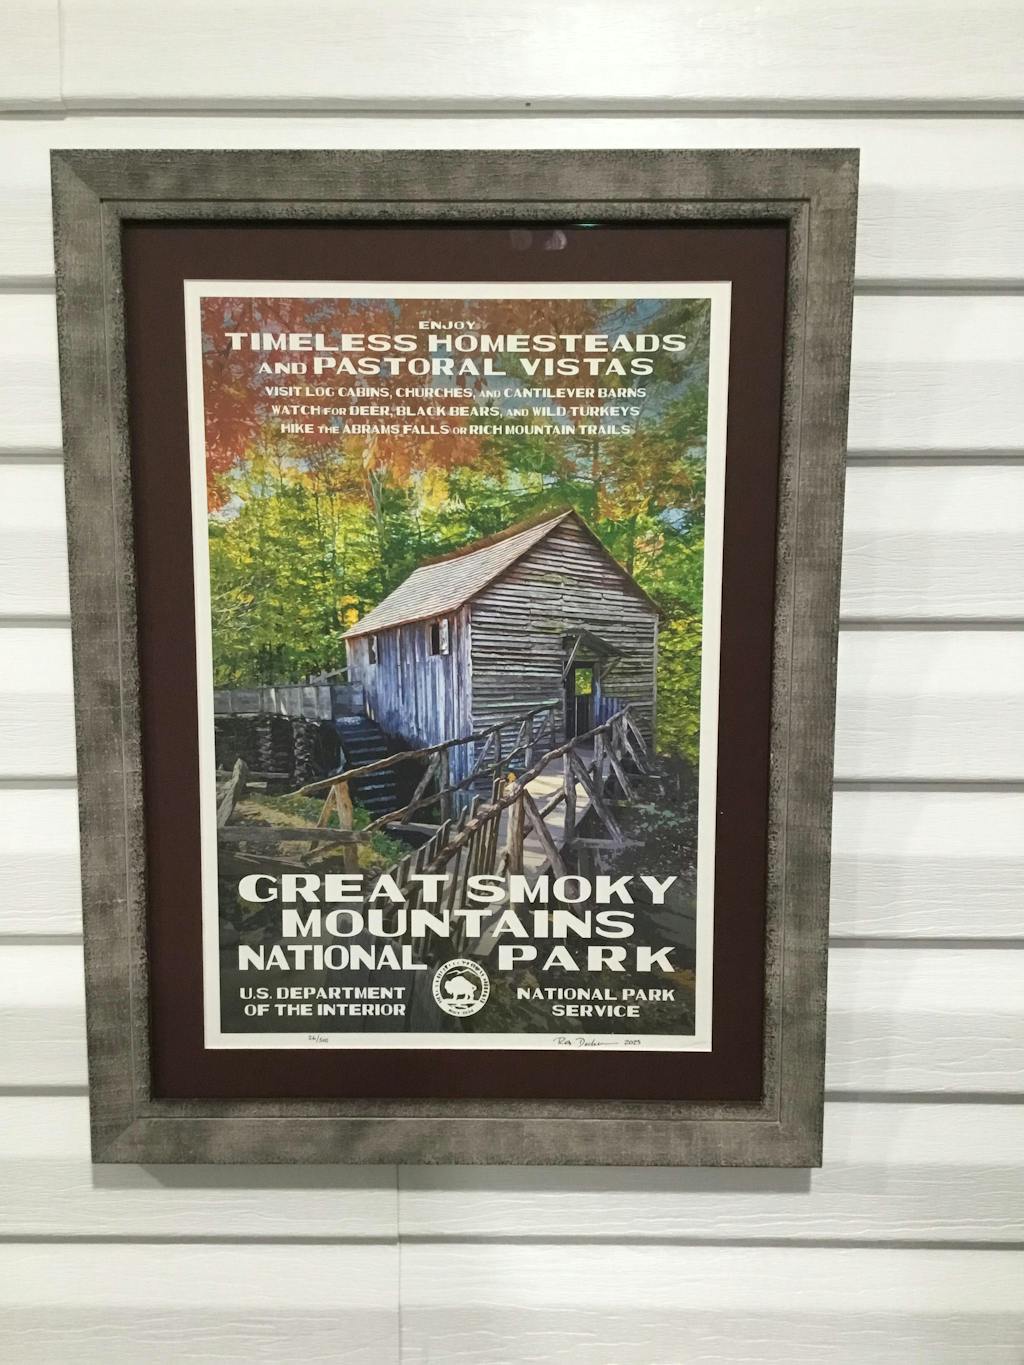 ENJOY
TIMELESS HOMESTEADS
AND PASTORAL VISTAS
VISIT LOG CABINS, CHURCHES, AND CANTILEVER BARNS
WATCH FOR DEER, BLACK BEARS, AND WILD TURKEYS
HIKE THE ABRAMS FALLS OR RICH MOUNTAIN TRAILS
GREAT SMOKY
MOUNTAINS
NATIONAL PARK
U.S. DEPARTMENT
OF THE INTERIOR
NATIONAL PARK
SERVICE